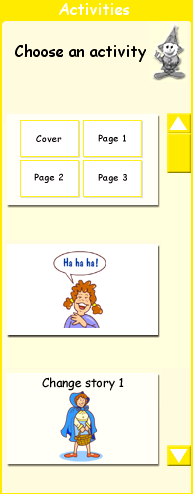 Activities
Choose an activity
Cover
Page 1
Page 2
Page 3
Ha ha ha!
Change story 1